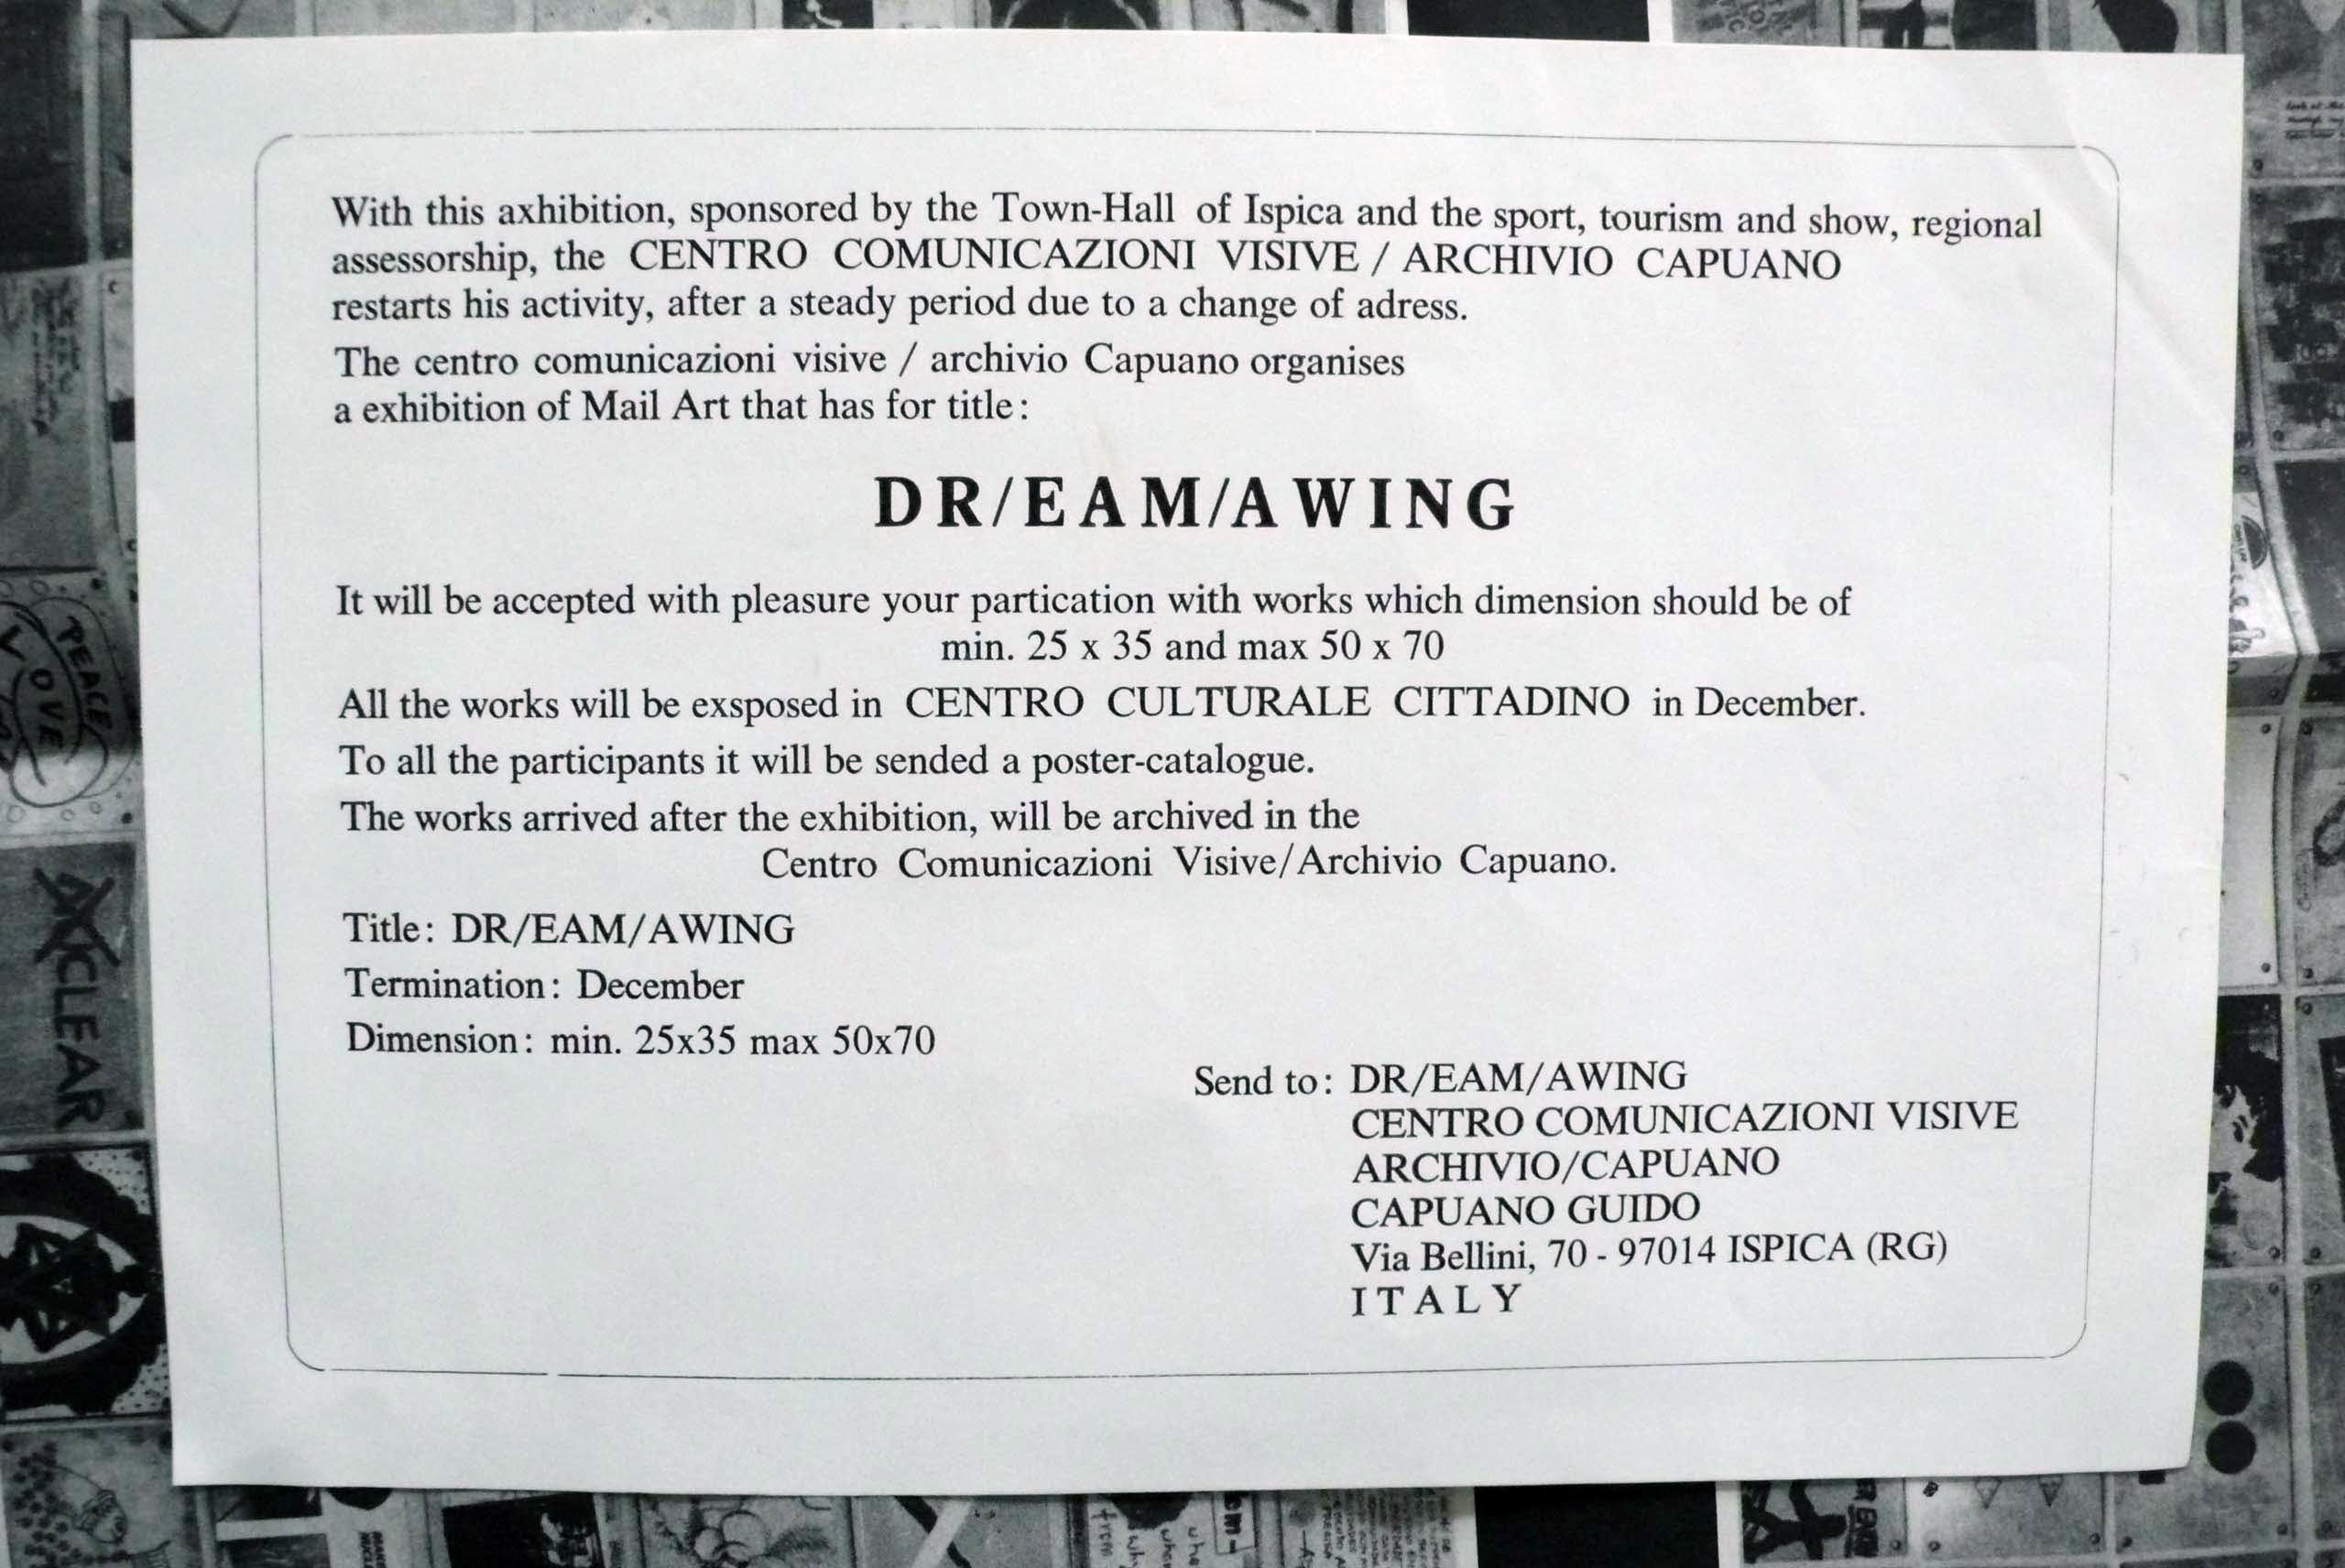 With this axhibition, sponsored by the Town-Hall of Ispica and the sport, tourism and show, regional
assessorship, the CENTRO COMUNICAZIONI VISIVE / ARCHIVIO CAPUANO
restarts his activity, after a steady period due to a change of adress.
The centro comunicazioni visive / archivio Capuano organises
a exhibition of Mail Art that has for title:
DR/EAM/AWING
It will be accepted with pleasure your partication with works which dimension should be of
min. 25 x 35 and max 50 x 70
All the works will be exsposed in CENTRO CULTURALE CITTADINO in December.
To all the participants it will be sended a poster-catalogue.
The works arrived after the exhibition, will be archived in the
Centro Comunicazioni Visive/Archivio Capuano.
Title: DR/EAM/AWING
Termination: December
Dimension: min. 25x35 max 50x70
Send to: DR/EAM/AWING
CENTRO COMUNICAZIONI VISIVE
ARCHIVIO/CAPUANO
CAPUANO GUIDO
Via Bellini, 70 - 97014 ISPICA (RG)
ITALY
PEACE
LOVE
CLEAR